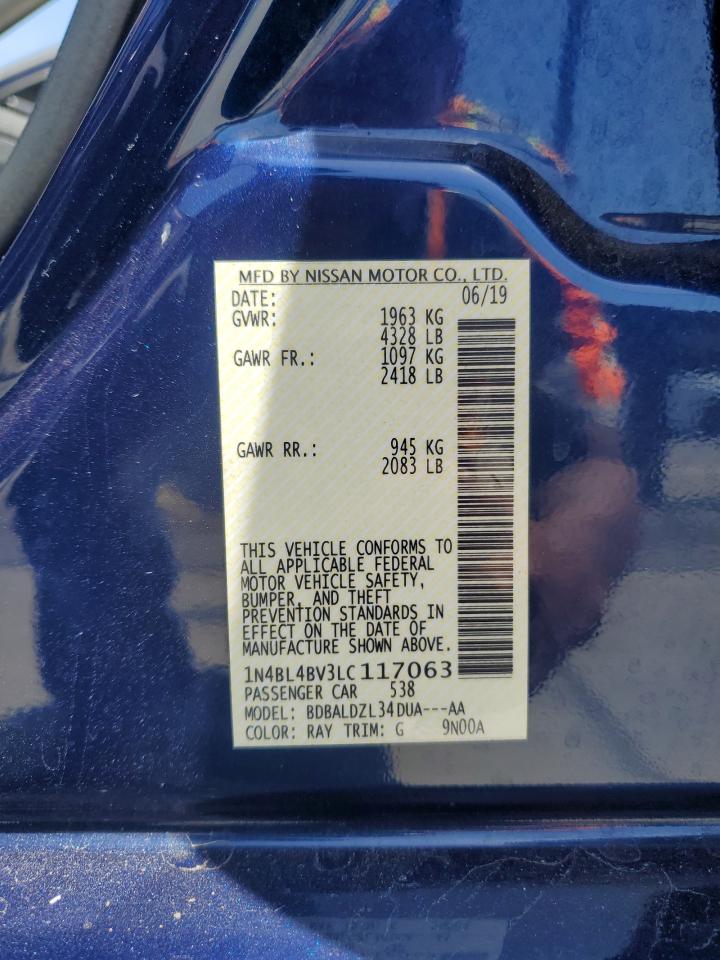 MFD BY NISSAN MOTOR CO., LTD.
DATE: 06/19
GVWR: 1963 KG
4328 LB
GAWR FR.: 1097 KG
2418 LB
GAWR RR.: 945 KG
2083 LB
THIS VEHICLE CONFORMS TO
ALL APPLICABLE FEDERAL
MOTOR VEHICLE SAFETY,
BUMPER, AND THEFT
PREVENTION STANDARDS IN
EFFECT ON THE DATE OF
MANUFACTURE SHOWN ABOVE.
1N4BL4BV3LC117063
PASSENGER CAR 538
MODEL: BDBALDZL34DUA---AA
COLOR: RAY TRIM: G 9N00A